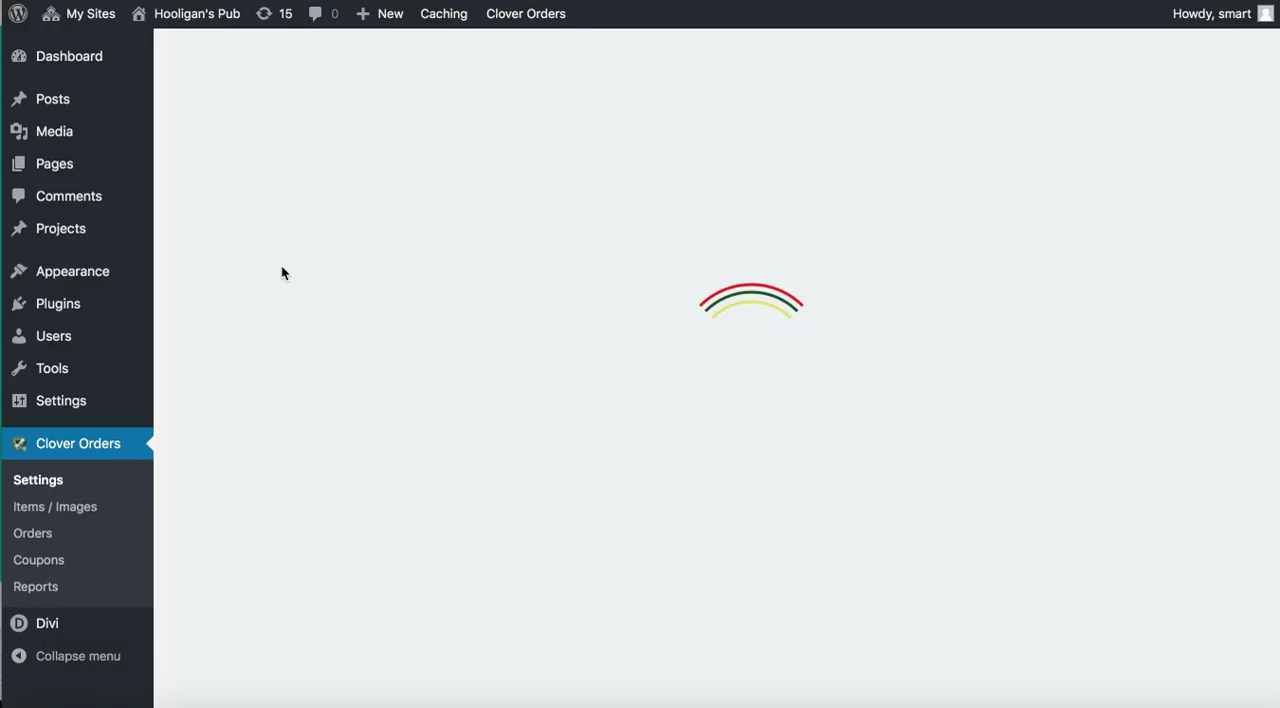 My Sites
Hooligan's Pub
15
0
New
Caching
Clover Orders
Howdy, smart
Dashboard
Posts
Media
Pages
Comments
Projects
Appearance
Plugins
Users
Tools
Settings
Clover Orders
Settings
Items / Images
Orders
Coupons
Reports
Divi
Collapse menu